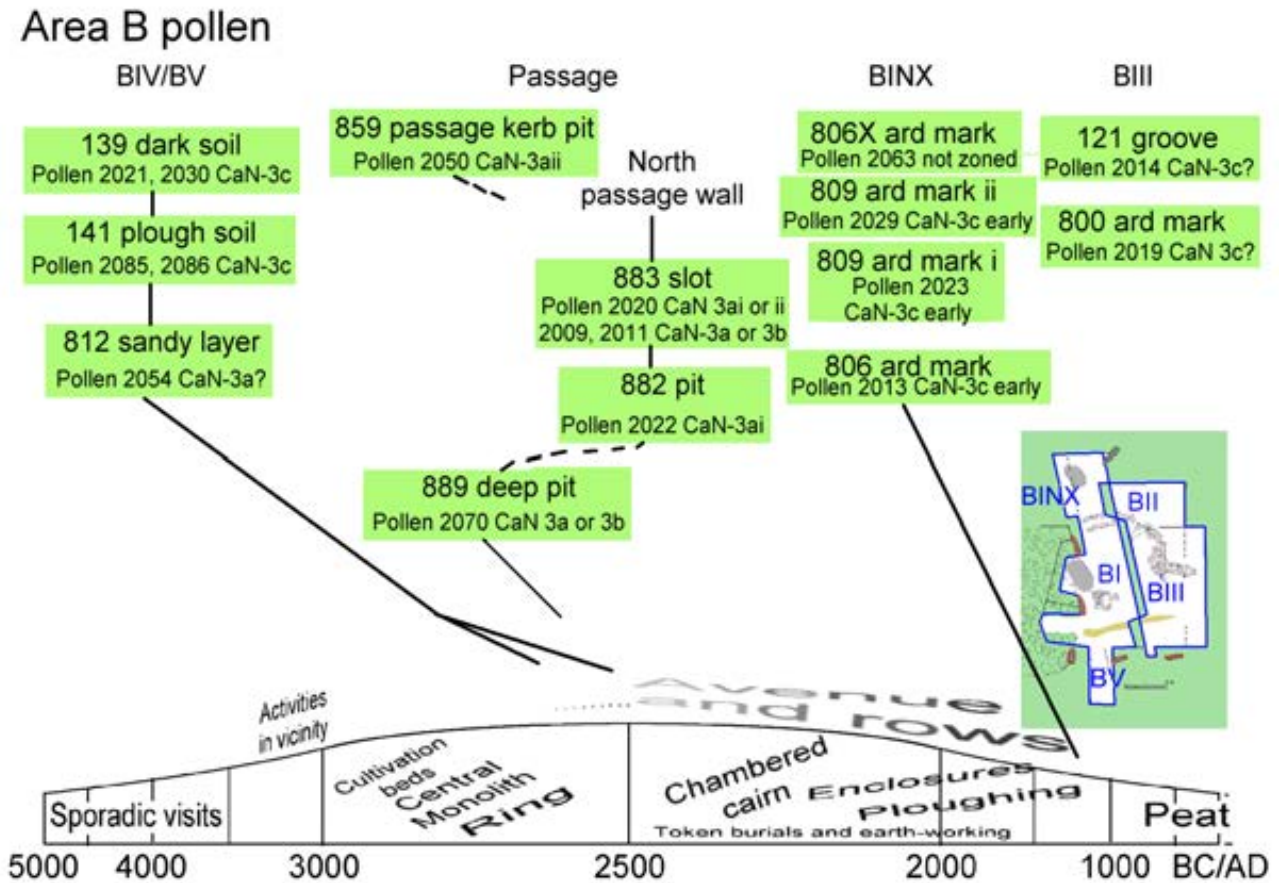 Area B pollen
BIV/BV
Passage
BINX
BIII
139 dark soil
Pollen 2021, 2030 CaN-3c
141 plough soil
Pollen 2085, 2086 CaN-3c
812 sandy layer
Pollen 2054 CaN-3a?
859 passage kerb pit
Pollen 2050 CaN-3aii
North
passage wall
883 slot
Pollen 2020 CaN 3ai or ii
2009, 2011 CaN-3a or 3b
882 pit
Pollen 2022 CaN-3ai
889 deep pit
Pollen 2070 CaN 3a or 3b
806X ard mark
Pollen 2063 not zoned
809 ard mark ii
Pollen 2029 CaN-3c early
809 ard mark i
Pollen 2023
CaN-3c early
806 ard mark
Pollen 2013 CaN-3c early
121 groove
Pollen 2014 CaN-3c?
800 ard mark
Pollen 2019 CaN 3c?
BINX
BII
BI
BIII
BV
Activities
in vicinity
Avenue
and rows
Sporadic visits
Cultivation
beds
Central
Monolith
Ring
Chambered
cairn
Enclosures
Ploughing
Token burials and earth-working
Peat
5000 4000 3000 2500 2000 1000 BC/AD